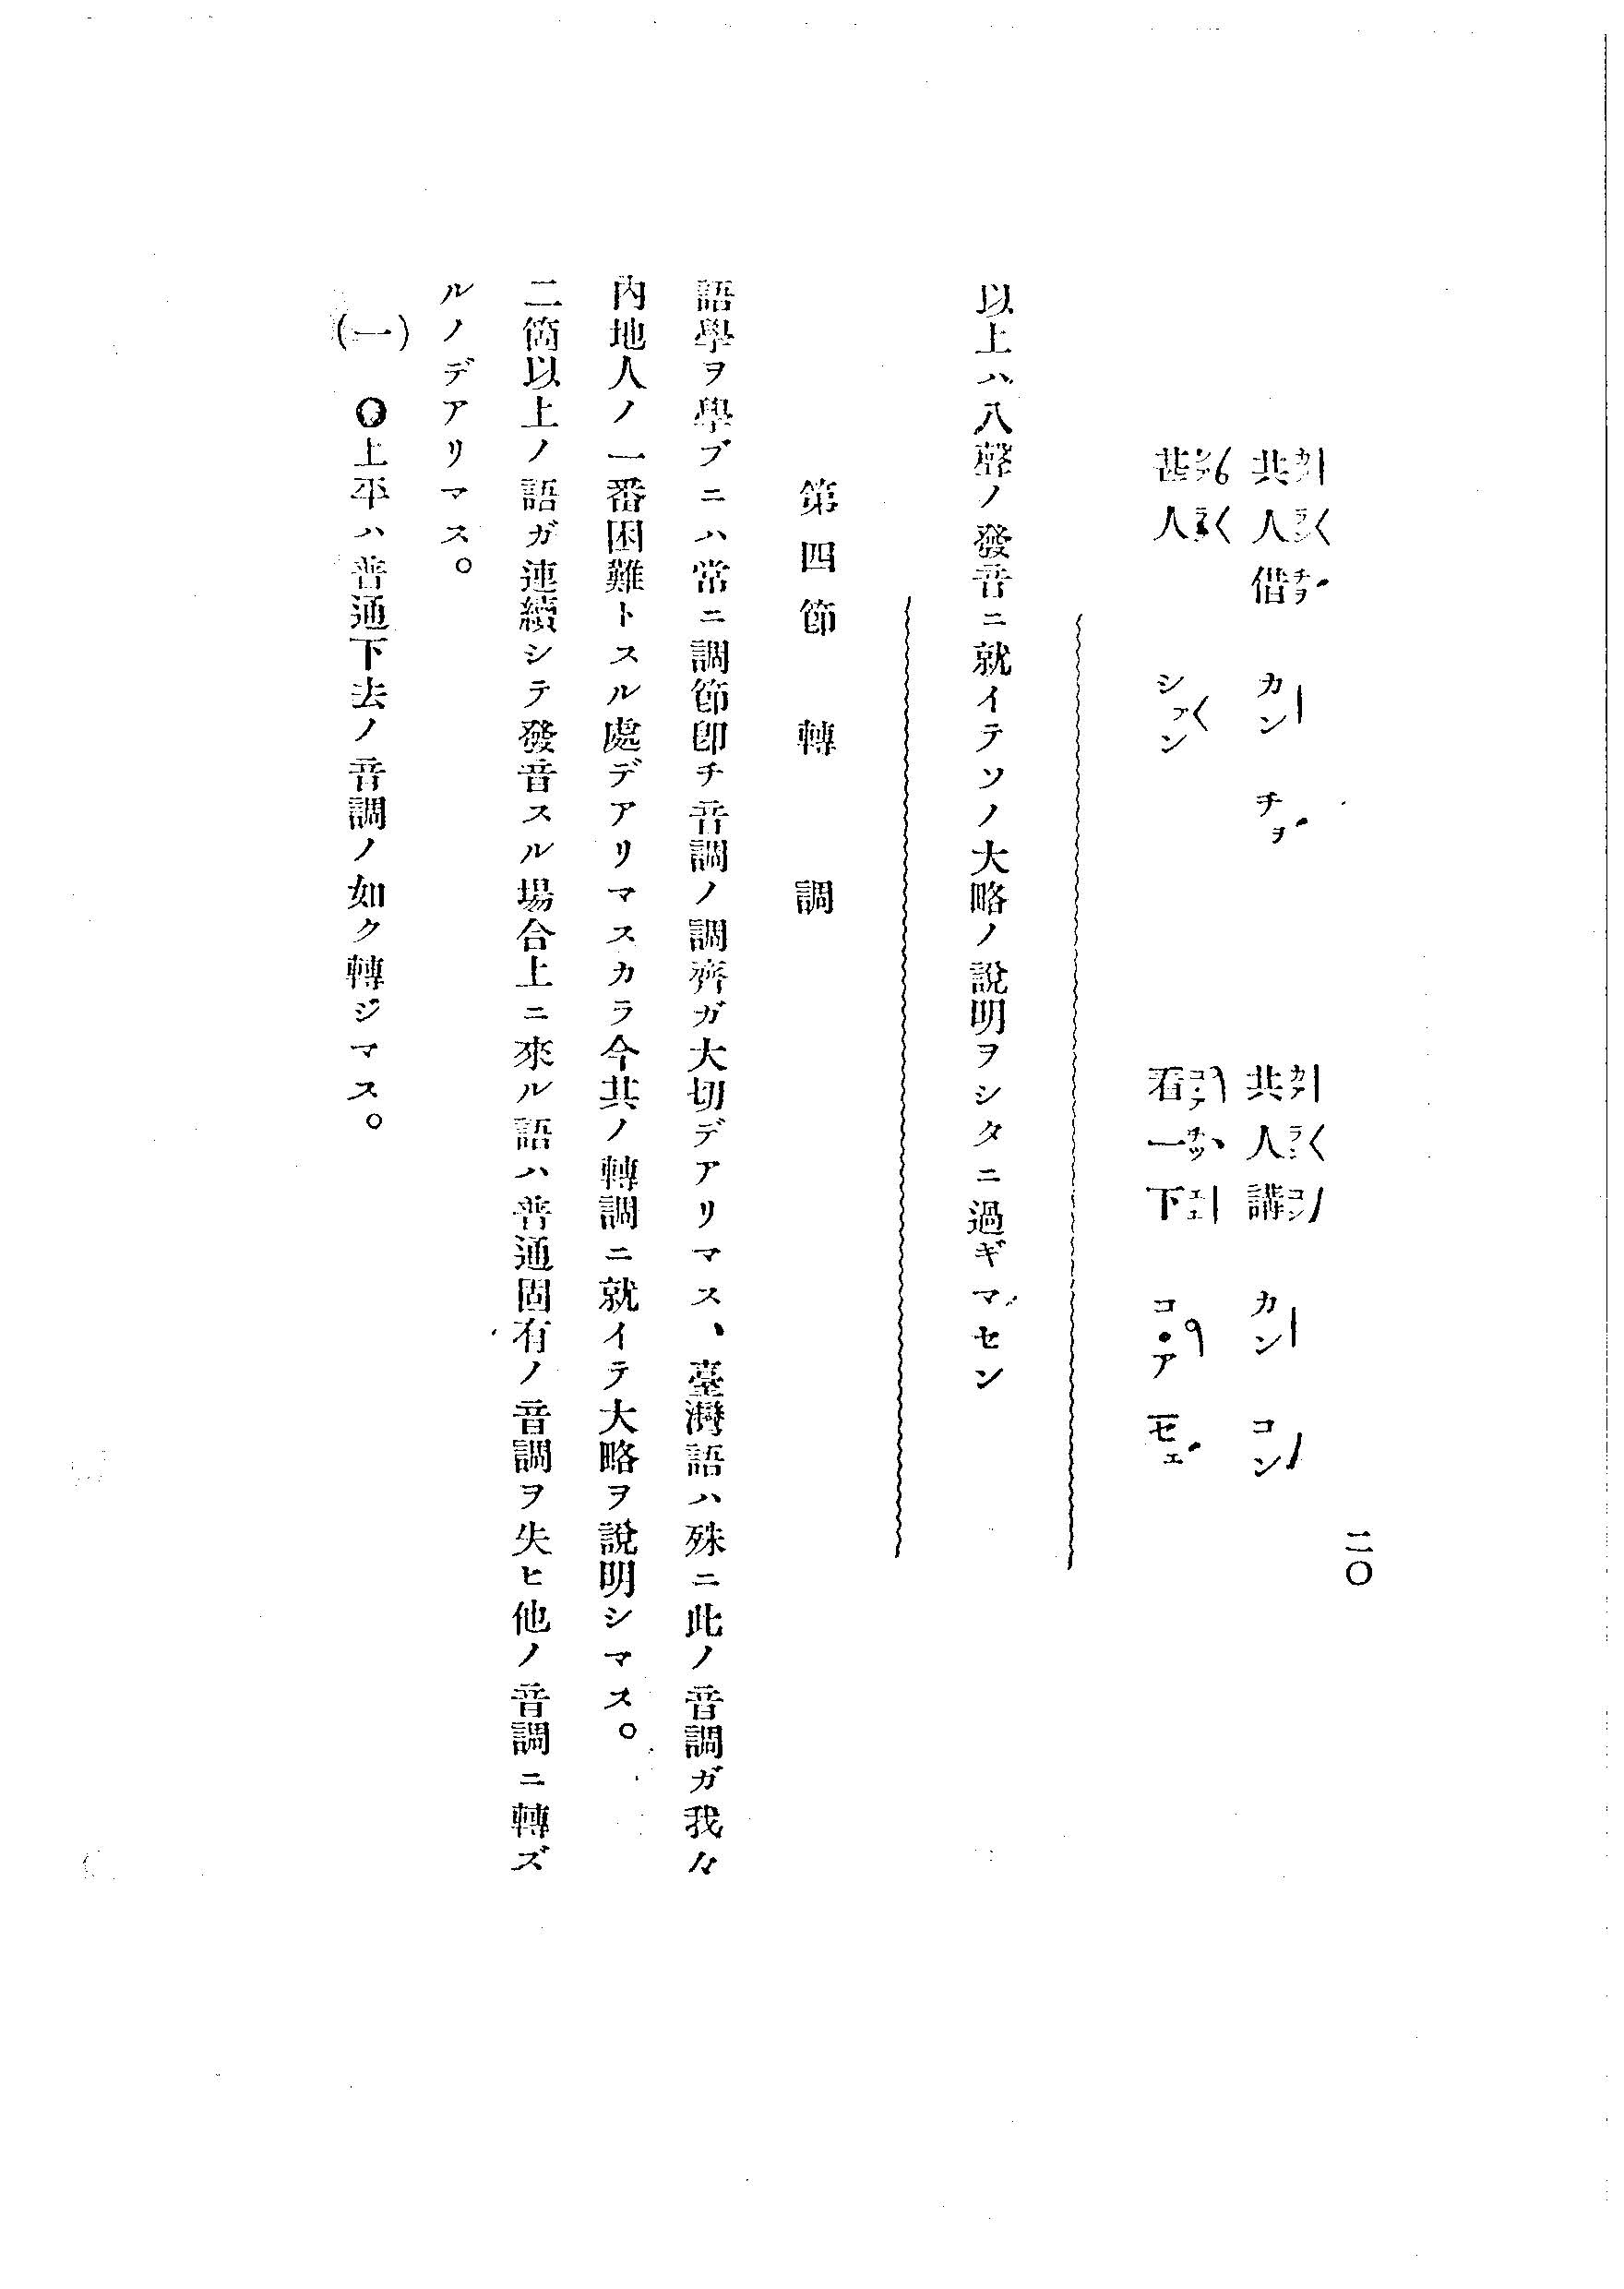 二〇
共人借 カン チヨ 共人講 カン コン
甚人 シアン 看一下 コ・ア モエ
以上ハ八聲ノ發音ニ就イテソノ大略ノ說明ヲシタニ過ギマセン
第四節 轉調
語學ヲ學ブニハ常ニ調節卽チ音調ノ調齊ガ大切デアリマス、臺灣語ハ殊ニ此ノ音調ガ我々
內地人ノ一番困難トスル處デアリマスカラ今其ノ轉調ニ就イテ大略ヲ說明シマス。
二箇以上ノ語ガ連續シテ發音スル場合上ニ來ル語ハ普通固有ノ音調ヲ失ヒ他ノ音調ニ轉ズ
ルノデアリマス。
(一) 〇上平ハ普通下去ノ音調ノ如ク轉ジマス。